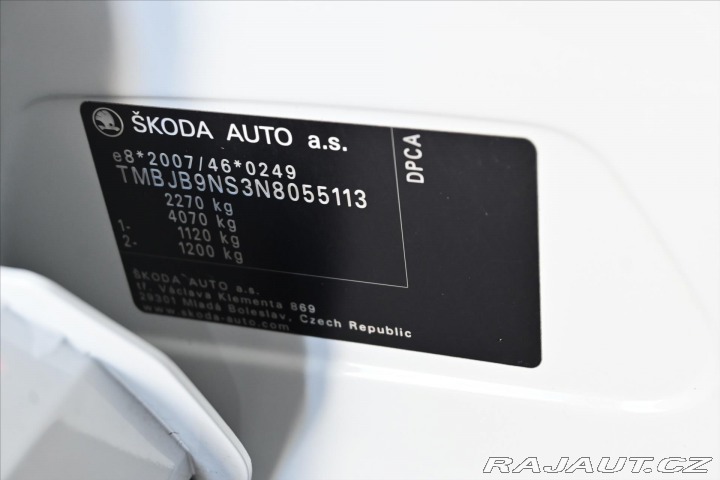 ŠKODA AUTO a.s.
DPCA
e8*2007/46*0249
TMBJB9NS3N8055113
2270 kg
4070 kg
1- 1120 kg
2- 1200 kg
ŠKODA AUTO a.s.
tř. Václava Klementa 869
29301 Mladá Boleslav, Czech Republic
www.skoda-auto.com
RAJAUT.CZ